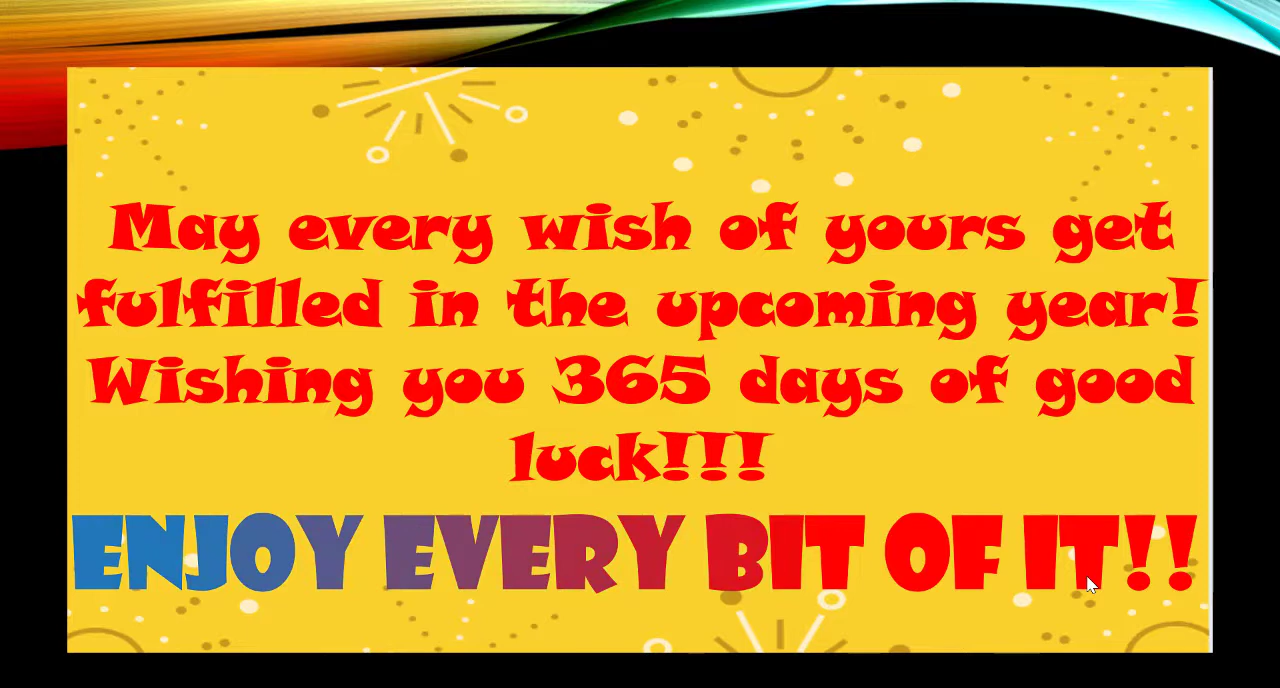 May every wish of yours get
fulfilled in the upcoming year!
Wishing you 365 days of good
luck!!!
ENJOY EVERY BIT OF IT!!